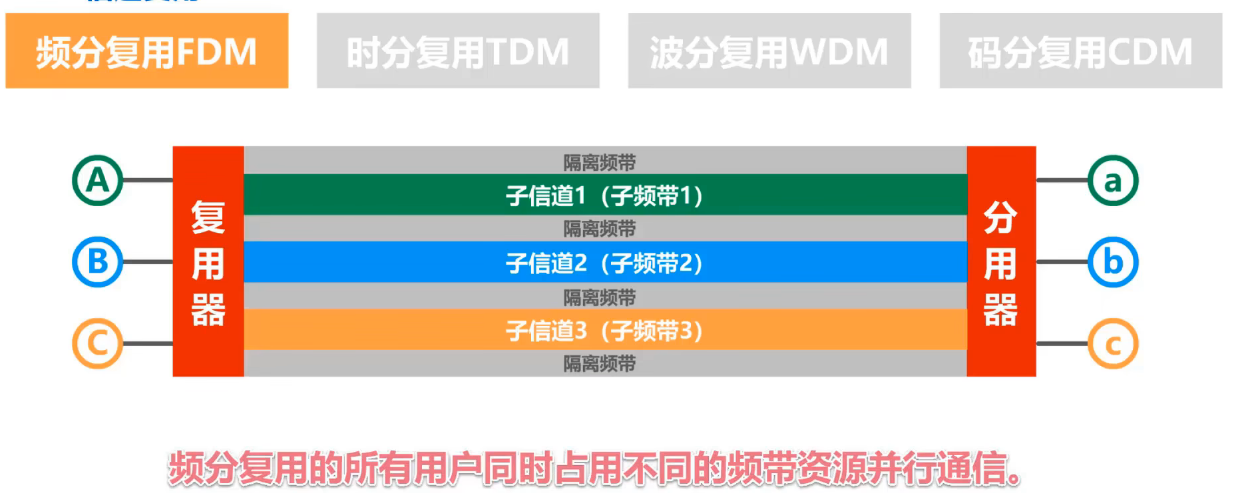 频分复用FDM 时分复用TDM 波分复用WDM 码分复用CDM
隔离频带
A 子信道1（子频带1） a
隔离频带
B 复用器 子信道2（子频带2） 分用器 b
隔离频带
C 子信道3（子频带3） c
隔离频带
频分复用的所有用户同时占用不同的频带资源并行通信。